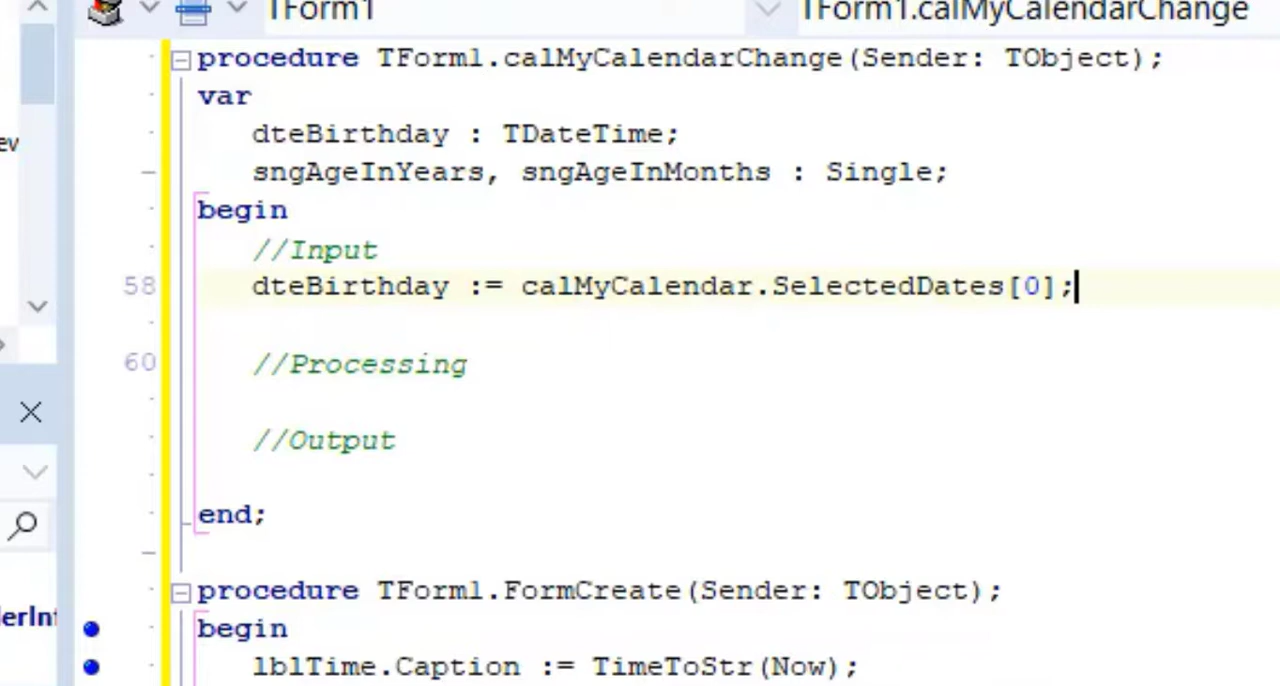 TForm1
TForm1.calMyCalendarChange
procedure TForm1.calMyCalendarChange(Sender: TObject);
var
dteBirthday : TDateTime;
sngAgeInYears, sngAgeInMonths : Single;
begin
//Input
58 dteBirthday := calMyCalendar.SelectedDates[0];
60 //Processing
//Output
end;
procedure TForm1.FormCreate(Sender: TObject);
begin
lblTime.Caption := TimeToStr(Now);